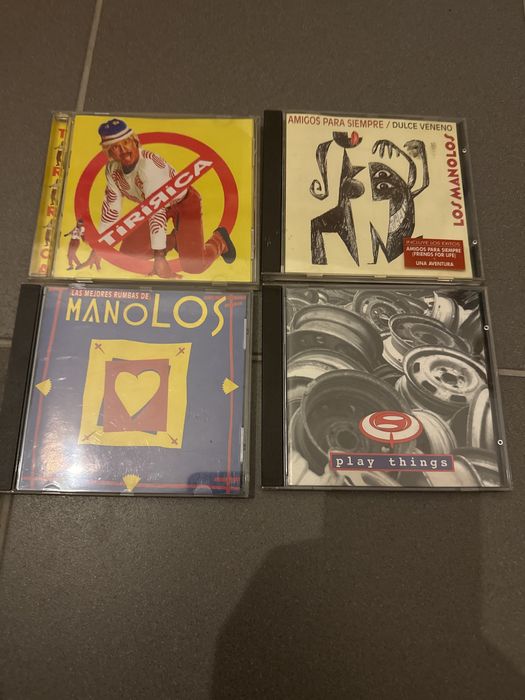 TIRIRICA
TIRIRICA
AMIGOS PARA SIEMPRE / DULCE VENENO
LOS MANOLOS
INCLUYE LOS EXITOS
AMIGOS PARA SIEMPRE
(FRIENDS FOR LIFE)
UNA AVENTURA
LAS MEJORES RUMBAS DE
MANOLOS
play things